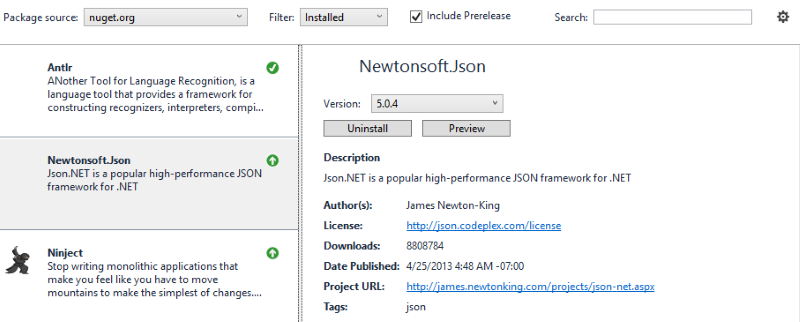 Package source: nuget.org Filter: Installed Include Prerelease Search:
Antlr
ANother Tool for Language Recognition, is a
language tool that provides a framework for
constructing recognizers, interpreters, compi...
Newtonsoft.Json
Json.NET is a popular high-performance JSON
framework for .NET
Ninject
Stop writing monolithic applications that
make you feel like you have to move
mountains to make the simplest of changes....
Newtonsoft.Json
Version: 5.0.4
Uninstall Preview
Description
Json.NET is a popular high-performance JSON framework for .NET
Author(s): James Newton-King
License: http://json.codeplex.com/license
Downloads: 8808784
Date Published: 4/25/2013 4:48 AM -07:00
Project URL: http://james.newtonking.com/projects/json-net.aspx
Tags: json